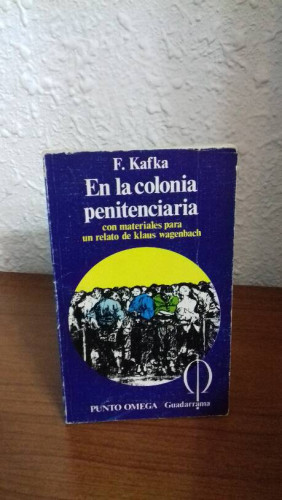 F. Kafka
En la colonia
penitenciaria
con materiales para
un relato de klaus wagenbach
PUNTO OMEGA Guadarrama